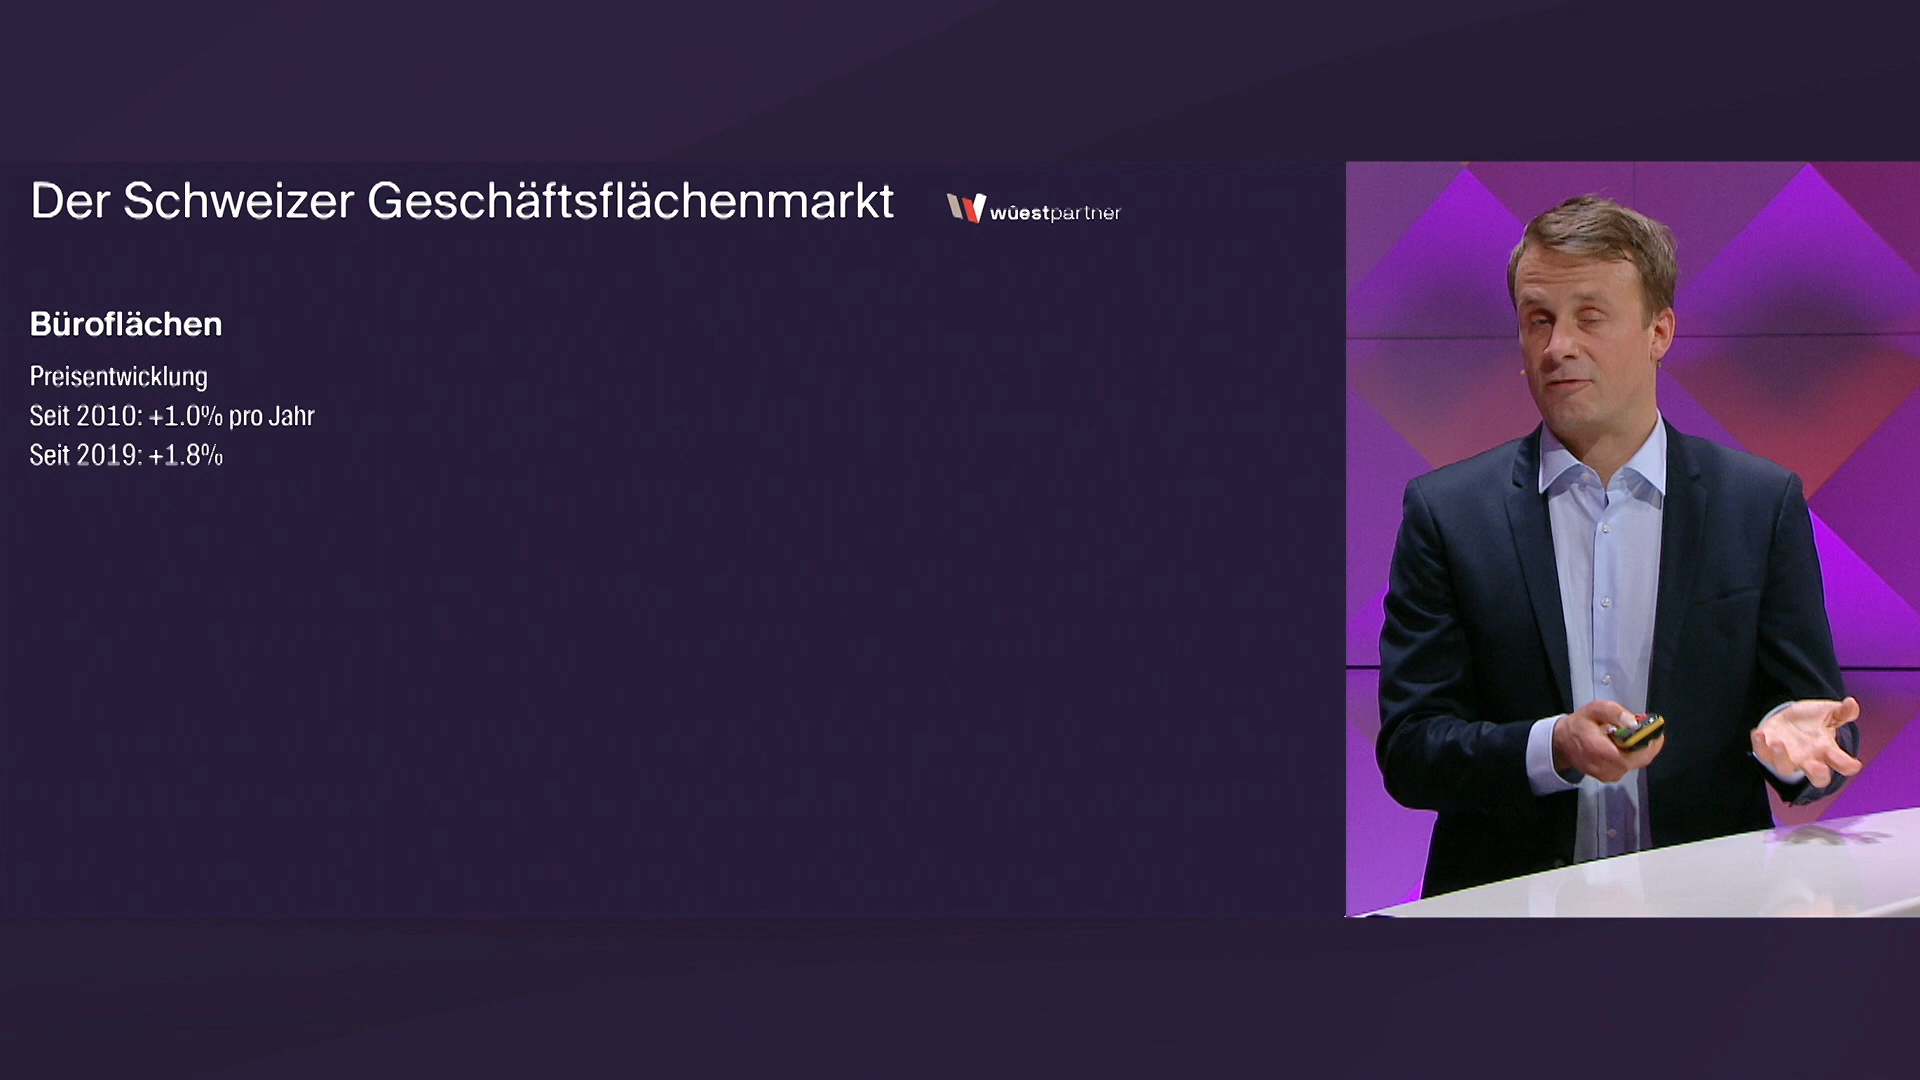 Der Schweizer Geschäftsflächenmarkt
wüestpartner
Büroflächen
Preisentwicklung
Seit 2010: +1.0% pro Jahr
Seit 2019: +1.8%